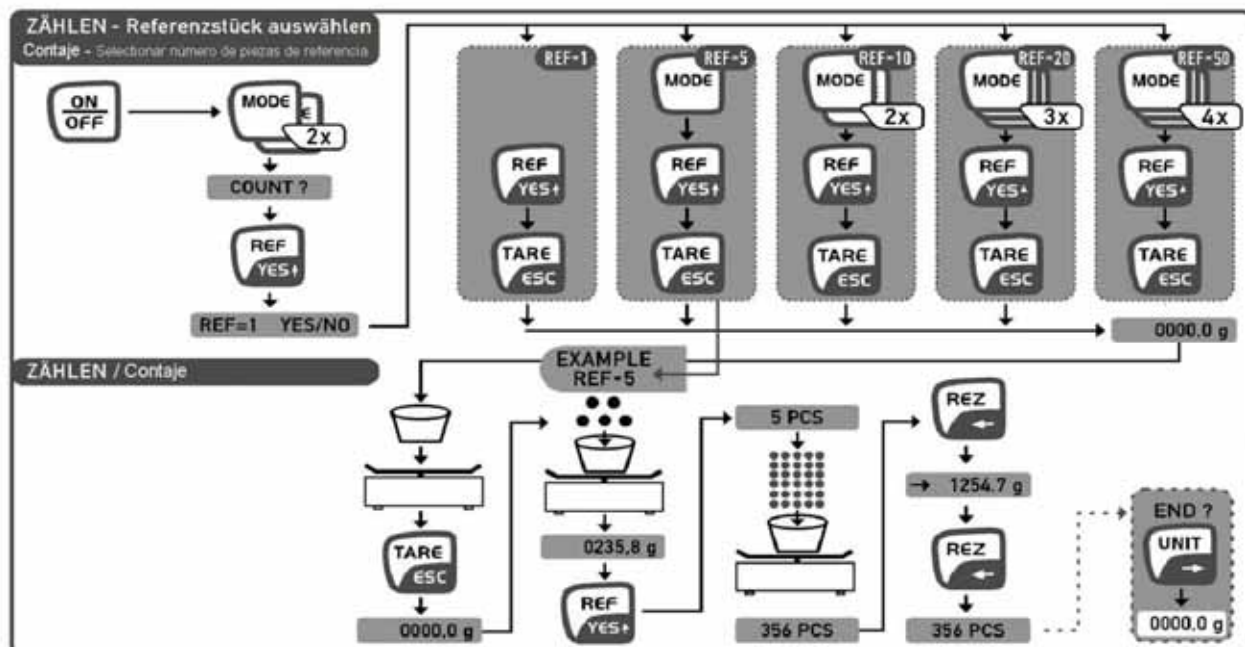 ZÄHLEN - Referenzstück auswählen
Contaje - Selectionar número de piezas de referencia
ON
OFF
MODE
2x
COUNT ?
REF
YES↑
REF=1 YES/NO
REF-1
REF
YES↑
TARE
ESC
REF-5
MODE
REF
YES↑
TARE
ESC
REF-10
MODE
2x
REF
YES↑
TARE
ESC
REF-20
MODE
3x
REF
YES▲
TARE
ESC
REF-50
MODE
4x
REF
YES▲
TARE
ESC
0000.0 g
ZÄHLEN / Contaje
TARE
ESC
0000,0 g
EXAMPLE
REF-5
0235,8 g
REF
YES↑
5 PCS
356 PCS
REZ
←
→ 1254.7 g
REZ
←
356 PCS
END ?
UNIT
→
0000.0 g